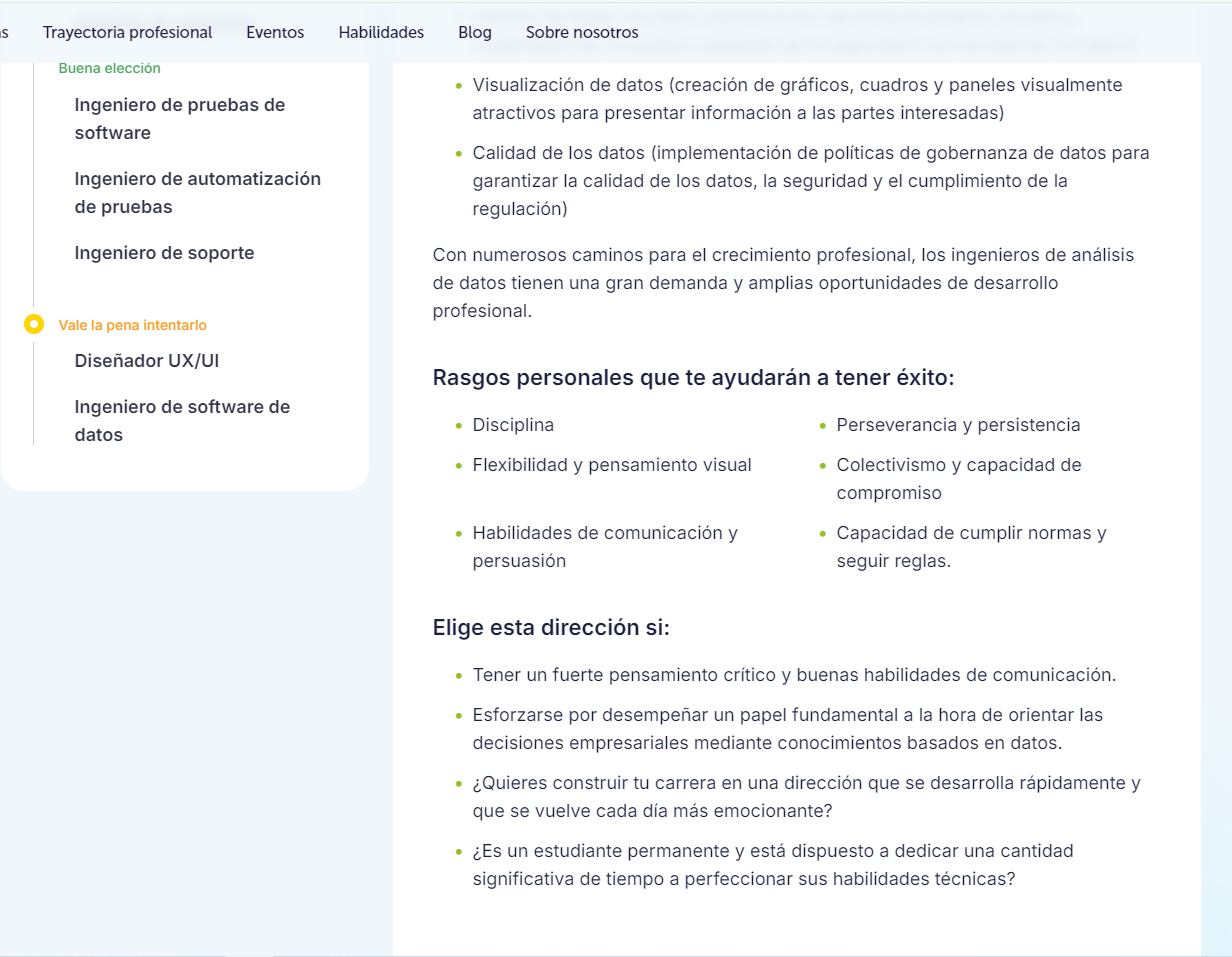 s
Trayectoria profesional
Eventos
Habilidades
Blog
Sobre nosotros
Buena elección
Ingeniero de pruebas de
software
Ingeniero de automatización
de pruebas
Ingeniero de soporte
Vale la pena intentarlo
Diseñador UX/UI
Ingeniero de software de
datos
Visualización de datos (creación de gráficos, cuadros y paneles visualmente
atractivos para presentar información a las partes interesadas)
Calidad de los datos (implementación de políticas de gobernanza de datos para
garantizar la calidad de los datos, la seguridad y el cumplimiento de la
regulación)
Con numerosos caminos para el crecimiento profesional, los ingenieros de análisis
de datos tienen una gran demanda y amplias oportunidades de desarrollo
profesional.
Rasgos personales que te ayudarán a tener éxito:
Disciplina
Perseverancia y persistencia
Flexibilidad y pensamiento visual
Colectivismo y capacidad de
compromiso
Habilidades de comunicación y
persuasión
Capacidad de cumplir normas y
seguir reglas.
Elige esta dirección si:
Tener un fuerte pensamiento crítico y buenas habilidades de comunicación.
Esforzarse por desempeñar un papel fundamental a la hora de orientar las
decisiones empresariales mediante conocimientos basados en datos.
¿Quieres construir tu carrera en una dirección que se desarrolla rápidamente y
que se vuelve cada día más emocionante?
¿Es un estudiante permanente y está dispuesto a dedicar una cantidad
significativa de tiempo a perfeccionar sus habilidades técnicas?